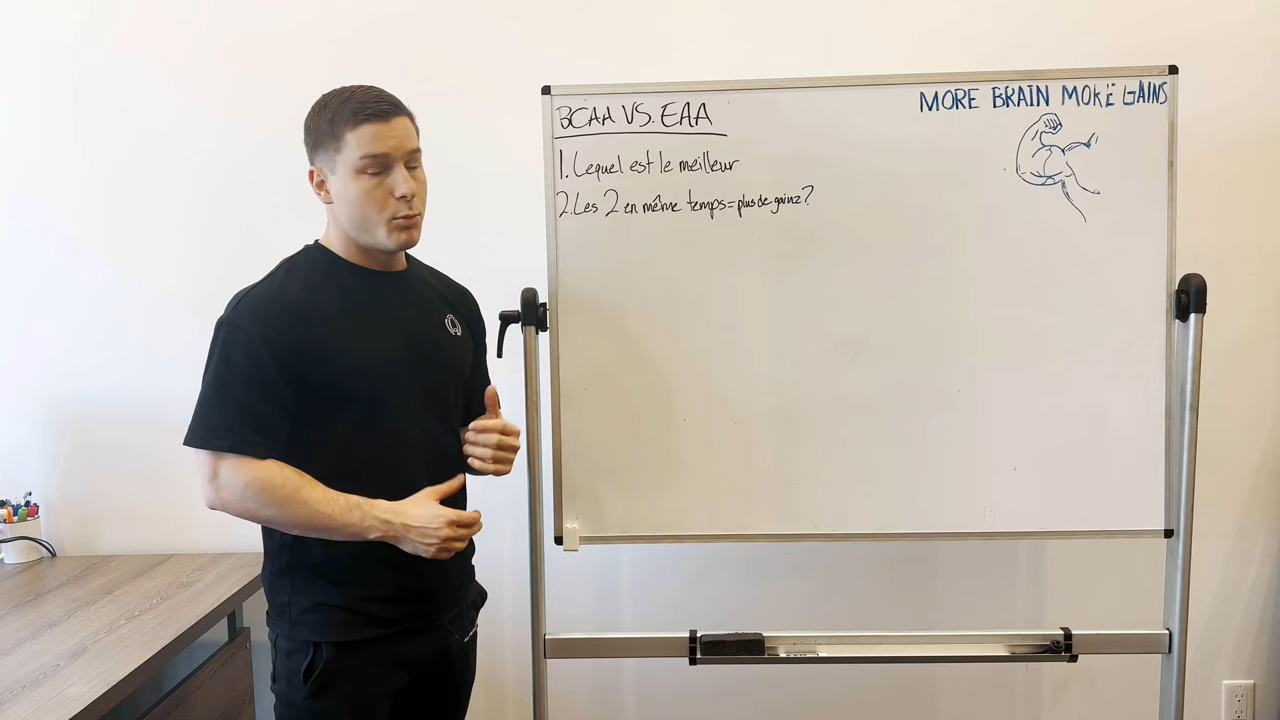 BCAA VS. EAA
MORE BRAIN MORE GAINS
1. Lequel est le meilleur
2. Les 2 en même temps = plus de gainz?